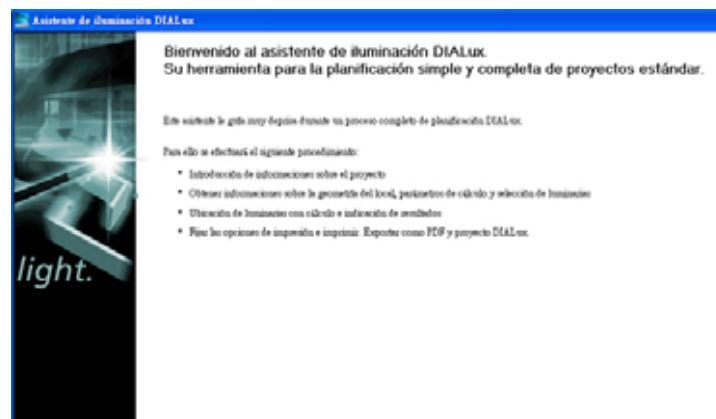 Asistente de iluminación DIALux
Bienvenido al asistente de iluminación DIALux.
Su herramienta para la planificación simple y completa de proyectos estándar.
Este asistente le guía muy deprisa durante un proceso completo de planificación DIALux.
Para ello se efectuará el siguiente procedimiento:
• Introducción de informaciones sobre el proyecto
• Obtener informaciones sobre la geometría del local, parámetros de cálculo y selección de luminarias
• Ubicación de luminarias con cálculo e indicación de resultados
• Fijar las opciones de impresión e imprimir. Exportar como PDF y proyecto DIALux.
light.